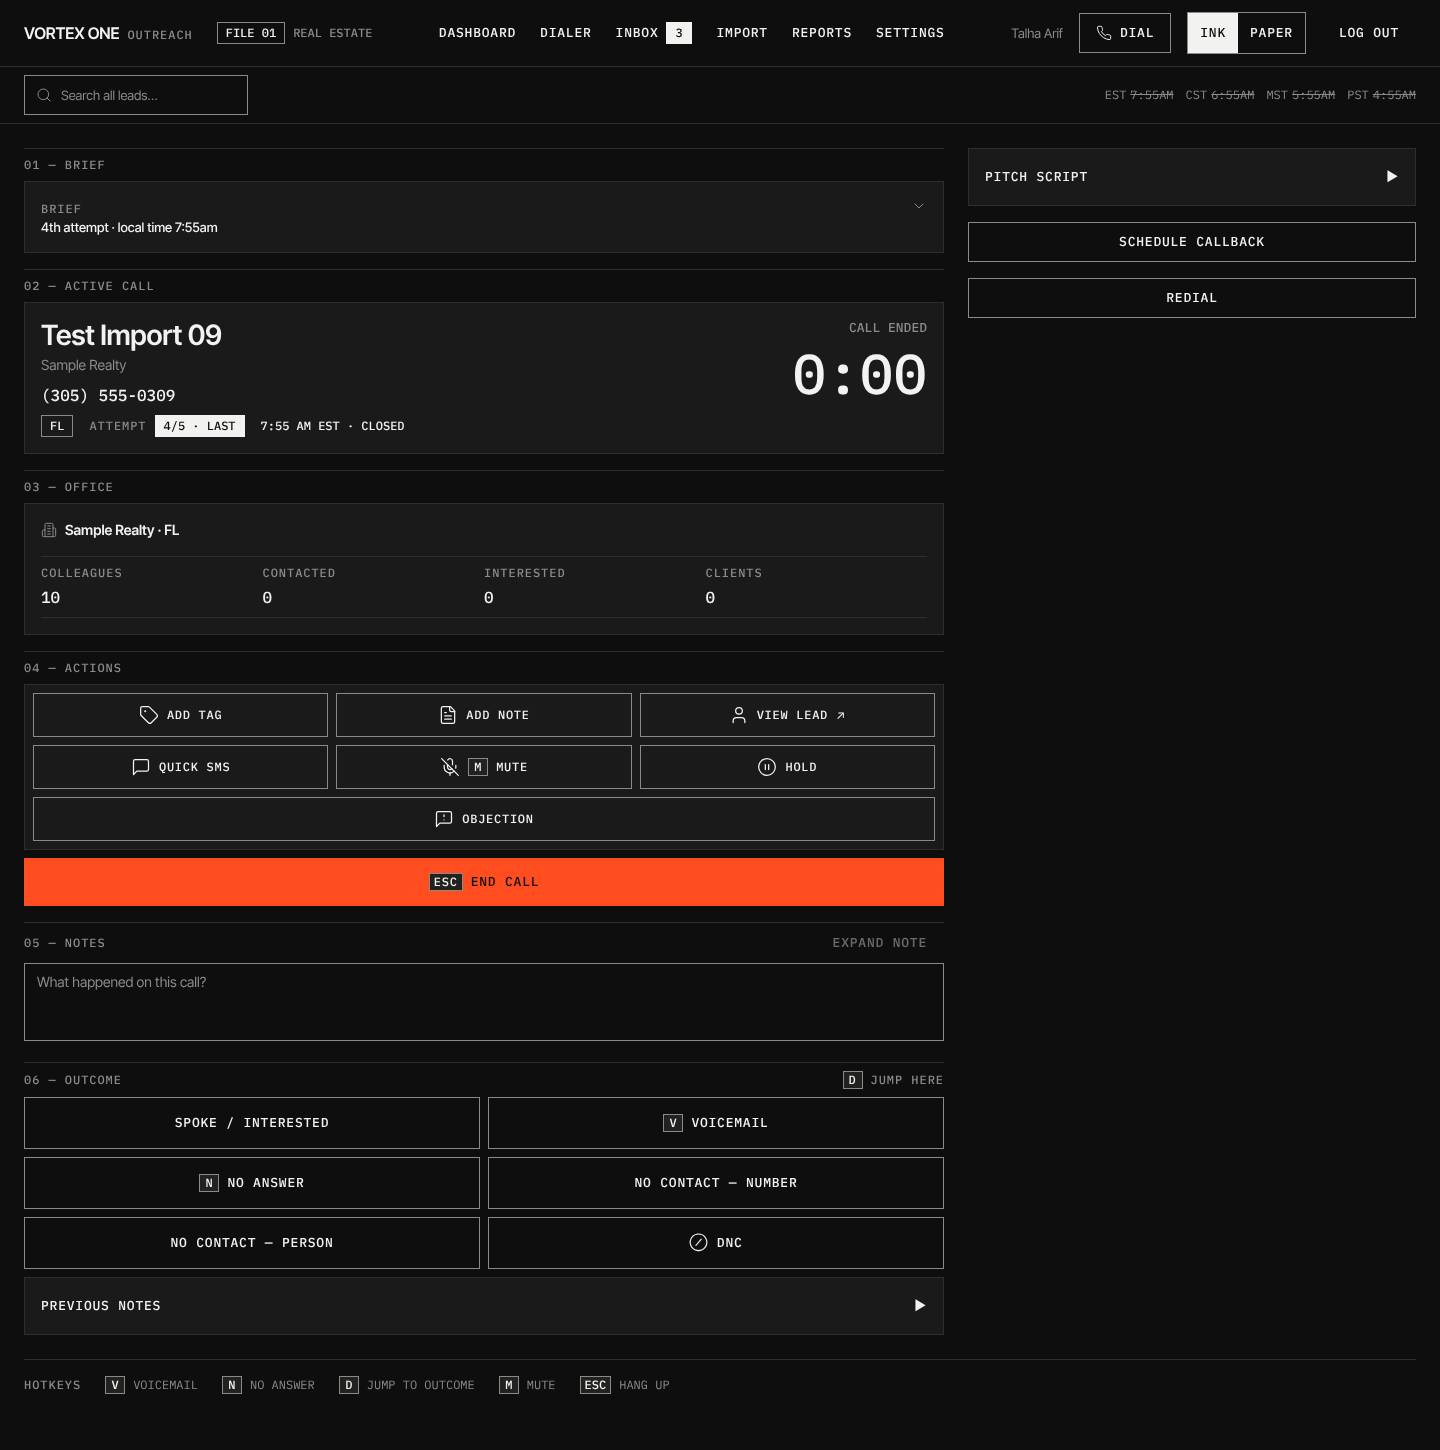 VORTEX ONE OUTREACH FILE 01 REAL ESTATE DASHBOARD DIALER INBOX 3 IMPORT REPORTS SETTINGS Talha Arif DIAL INK PAPER LOG OUT
Search all leads… EST 7:55AM CST 6:55AM MST 5:55AM PST 4:55AM
01 — BRIEF
BRIEF
4th attempt · local time 7:55am
02 — ACTIVE CALL
Test Import 09
Sample Realty
(305) 555-0309
FL ATTEMPT 4/5 · LAST 7:55 AM EST · CLOSED
CALL ENDED
0:00
03 — OFFICE
Sample Realty · FL
COLLEAGUES CONTACTED INTERESTED CLIENTS
10 0 0 0
04 — ACTIONS
ADD TAG ADD NOTE VIEW LEAD ↗
QUICK SMS M MUTE HOLD
OBJECTION
ESC END CALL
05 — NOTES EXPAND NOTE
What happened on this call?
06 — OUTCOME D JUMP HERE
SPOKE / INTERESTED V VOICEMAIL
N NO ANSWER NO CONTACT — NUMBER
NO CONTACT — PERSON DNC
PREVIOUS NOTES ▶
PITCH SCRIPT ▶
SCHEDULE CALLBACK
REDIAL
HOTKEYS V VOICEMAIL N NO ANSWER D JUMP TO OUTCOME M MUTE ESC HANG UP